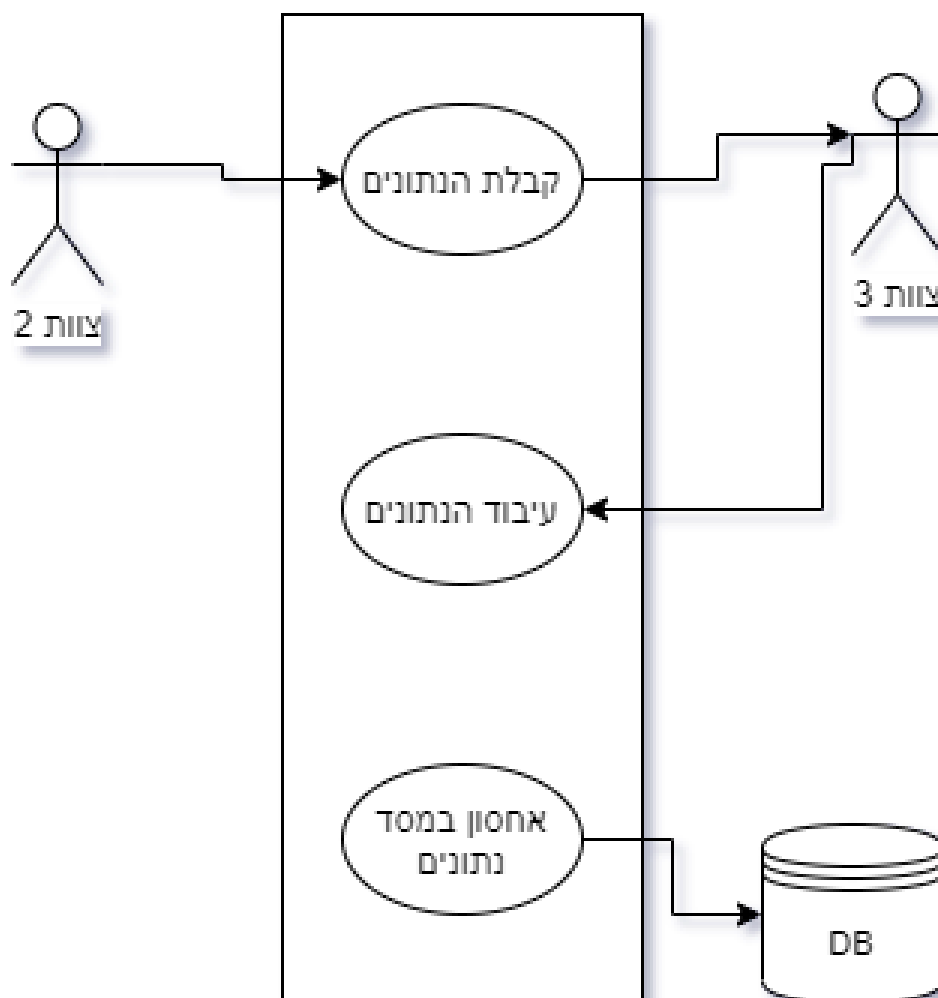 קבלת הנתונים
צוות 2
צוות 3
עיבוד הנתונים
אחסון במסד
נתונים
DB